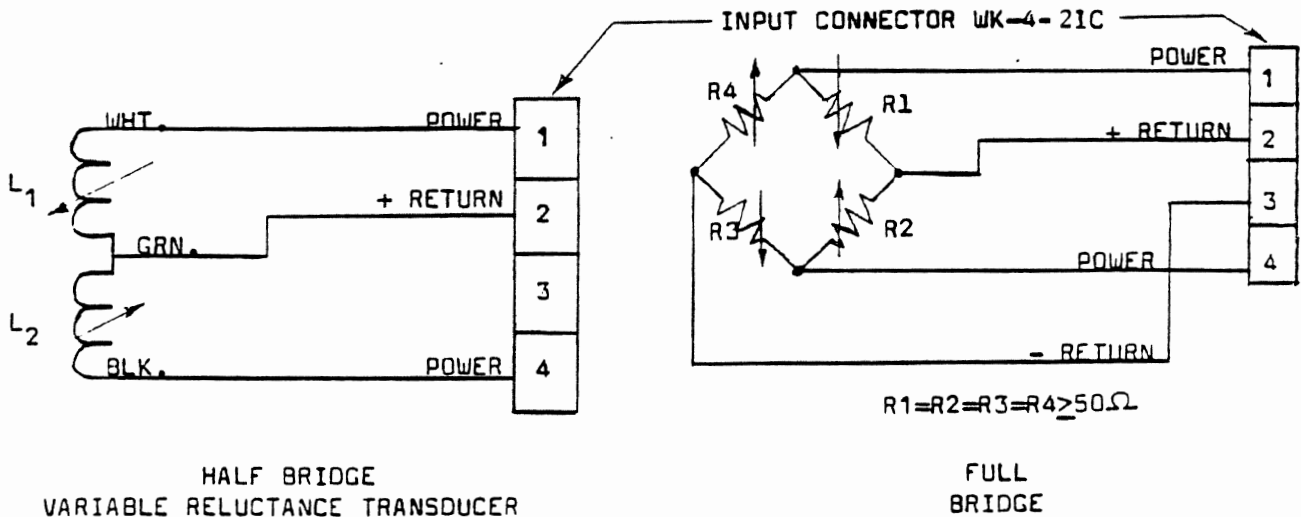 INPUT CONNECTOR WK-4-21C
WHT.
POWER
1
L1
+ RETURN
2
GRN.
3
L2
BLK.
POWER
4
POWER
1
R4
R1
+ RETURN
2
3
R3
R2
POWER
4
- RETURN
R1=R2=R3=R4≥50Ω
HALF BRIDGE
VARIABLE RELUCTANCE TRANSDUCER
FULL
BRIDGE